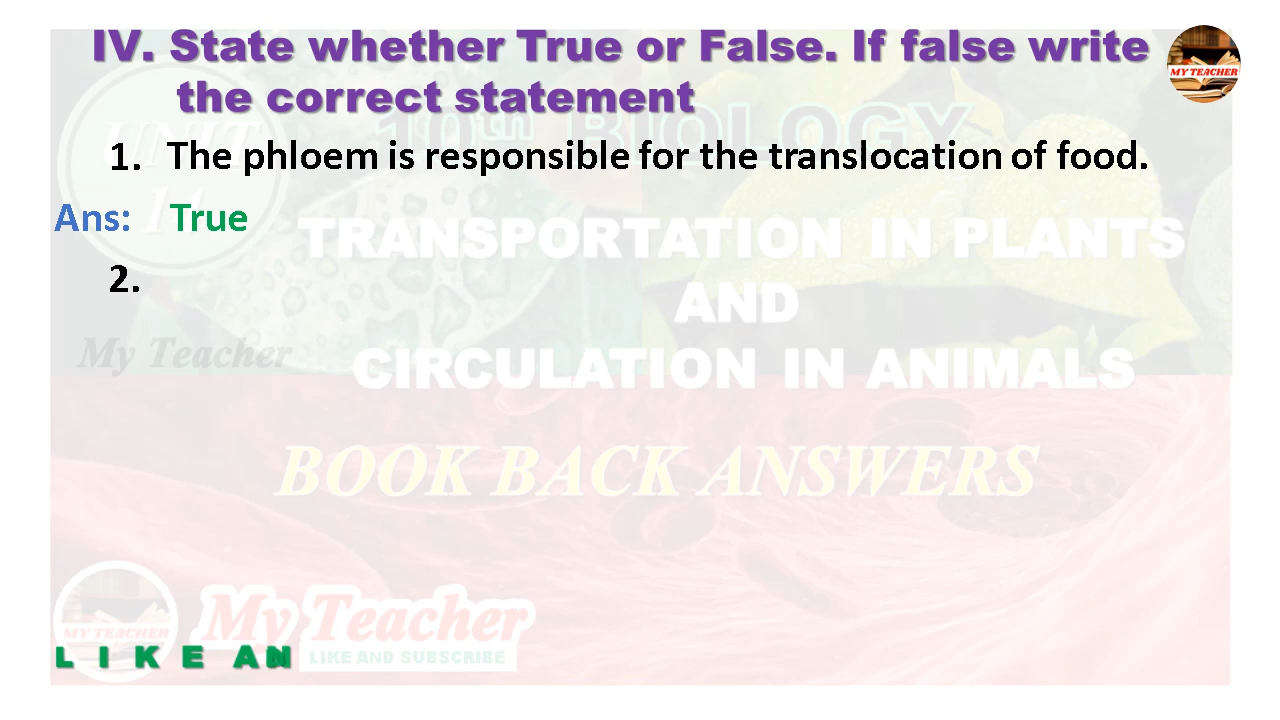 IV. State whether True or False. If false write
the correct statement
MY TEACHER
10th BIOLOGY
UNIT
11
1. The phloem is responsible for the translocation of food.
Ans: True
TRANSPORTATION IN PLANTS
2.
AND
My Teacher
CIRCULATION IN ANIMALS
BOOK BACK ANSWERS
MY TEACHER
My Teacher
LIKE AN
LIKE AND SUBSCRIBE